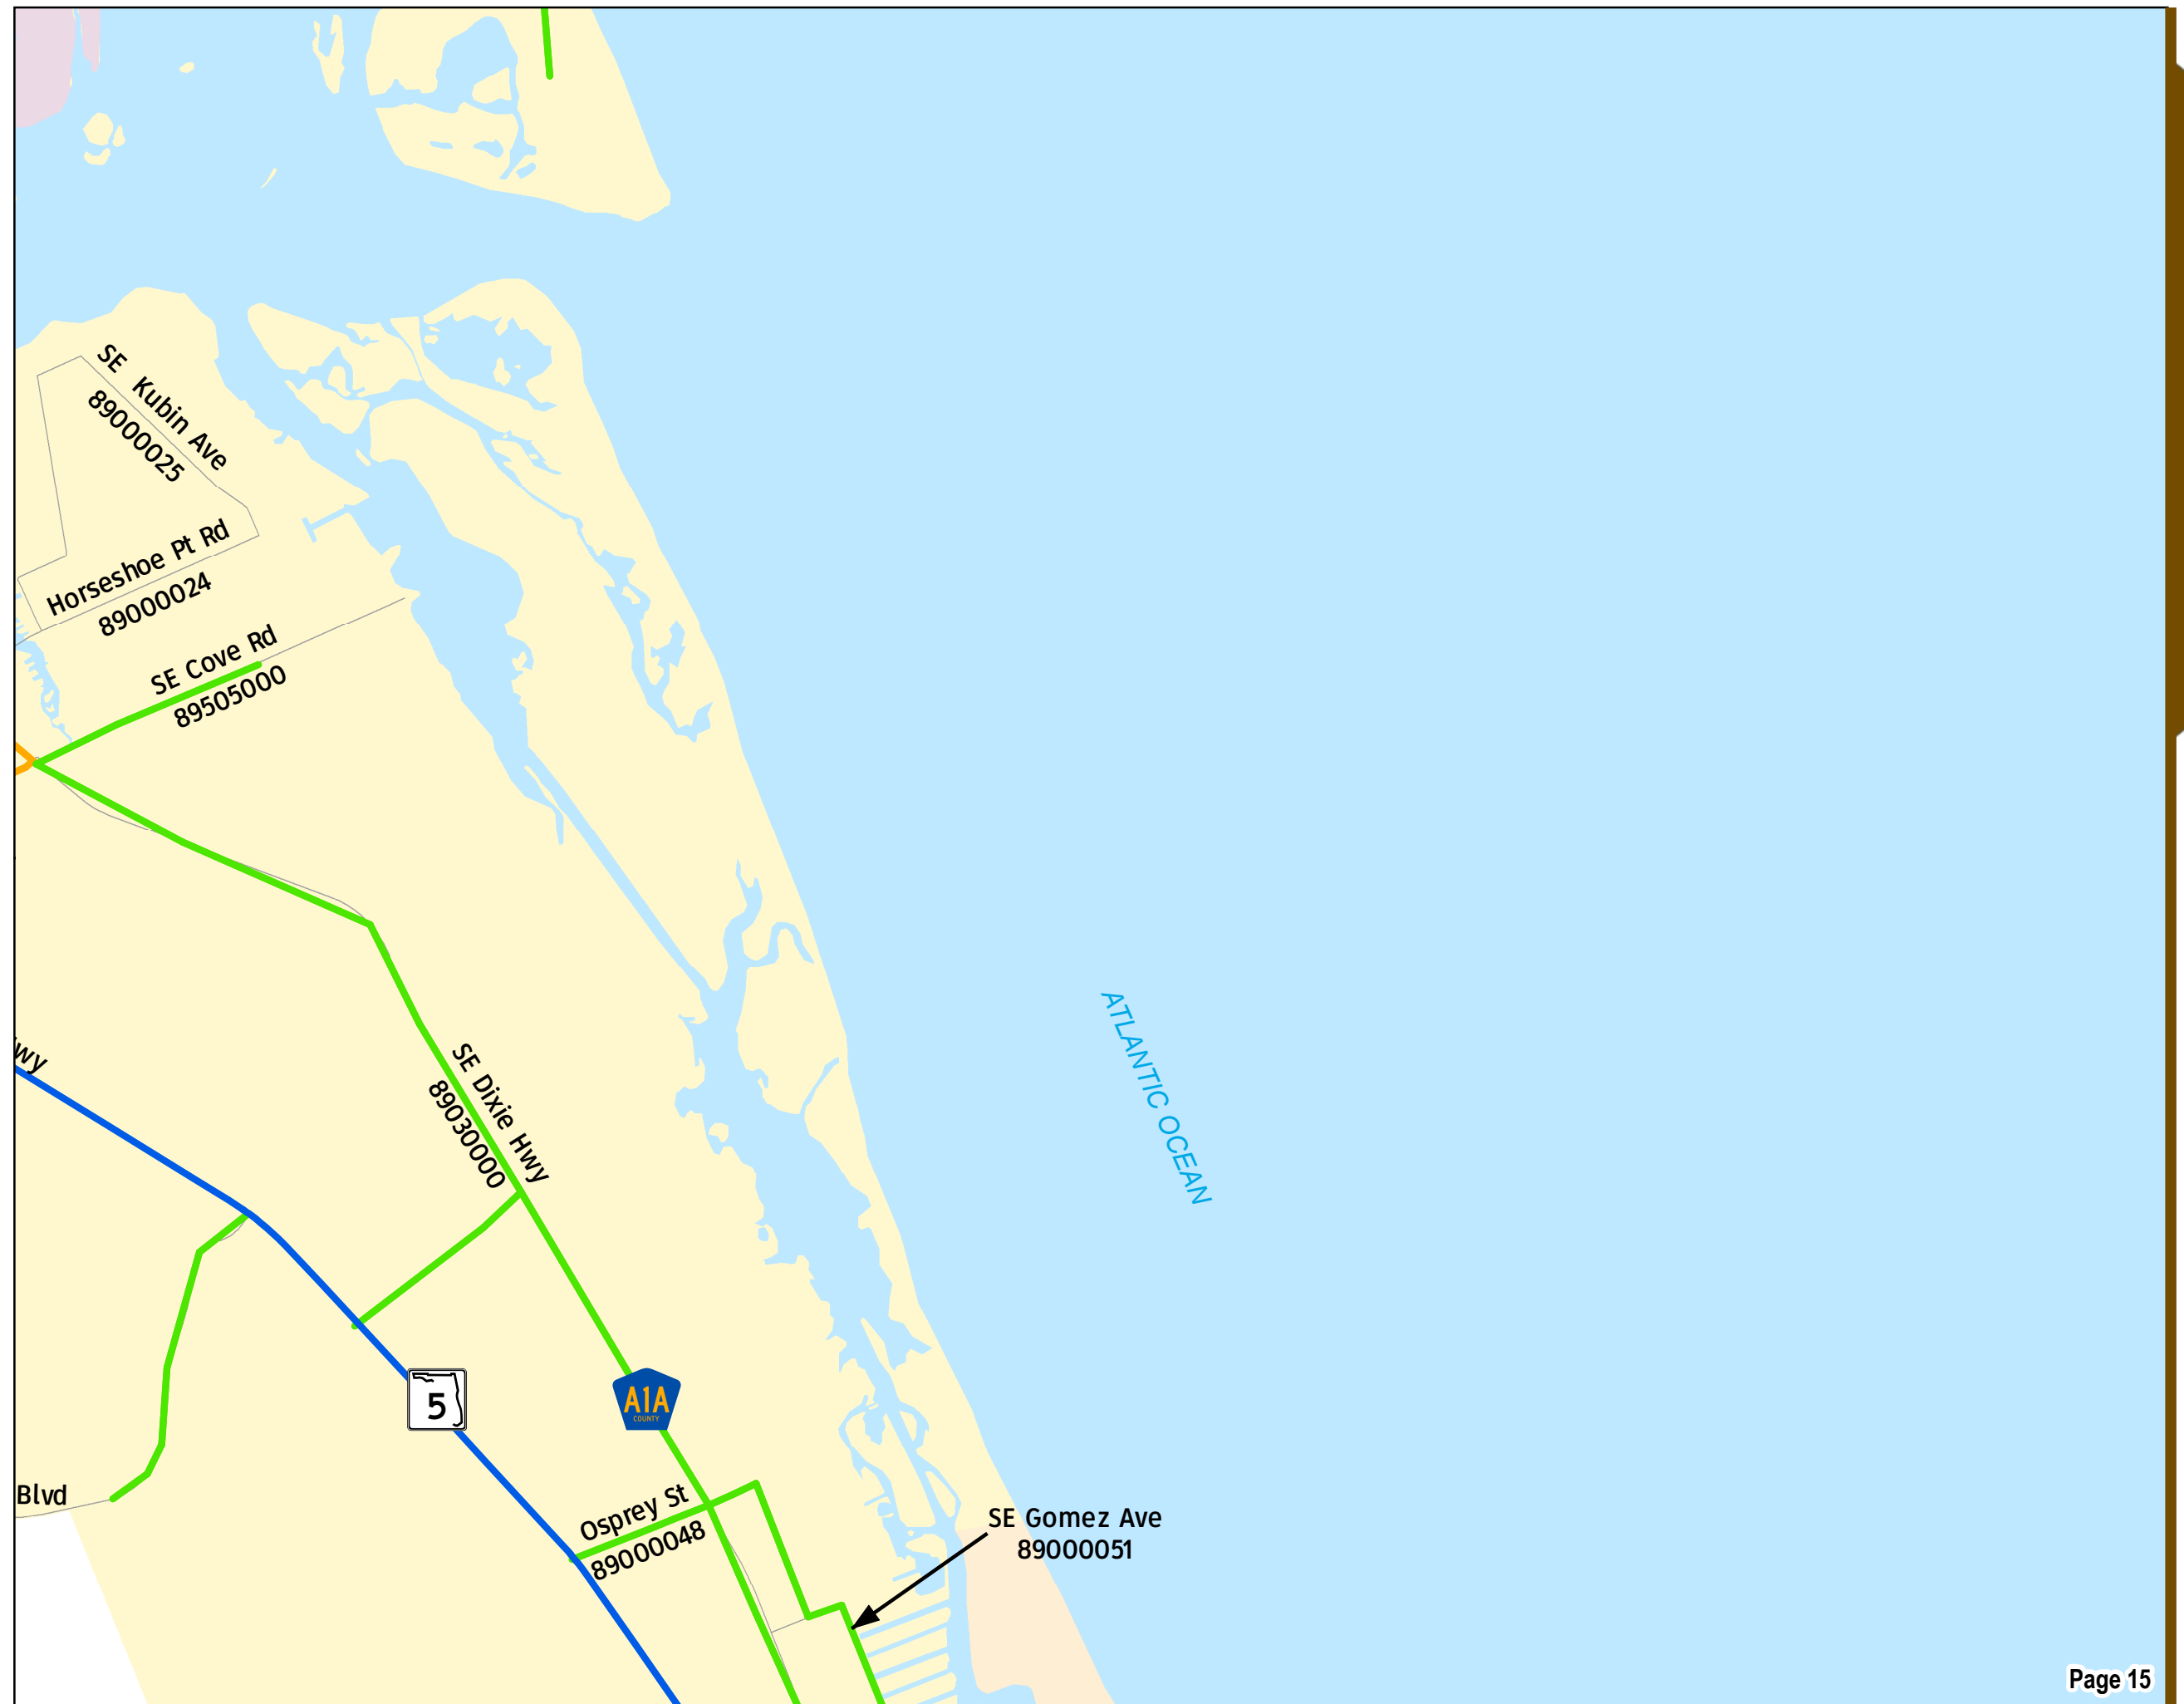 SE Kubin Ave
89000025
Horseshoe Pt Rd
89000024
SE Cove Rd
89505000
wy
SE Dixie Hwy
89030000
ATLANTIC OCEAN
5
A1A
COUNTY
Blvd
Osprey St
89000048
SE Gomez Ave
89000051
Page 15